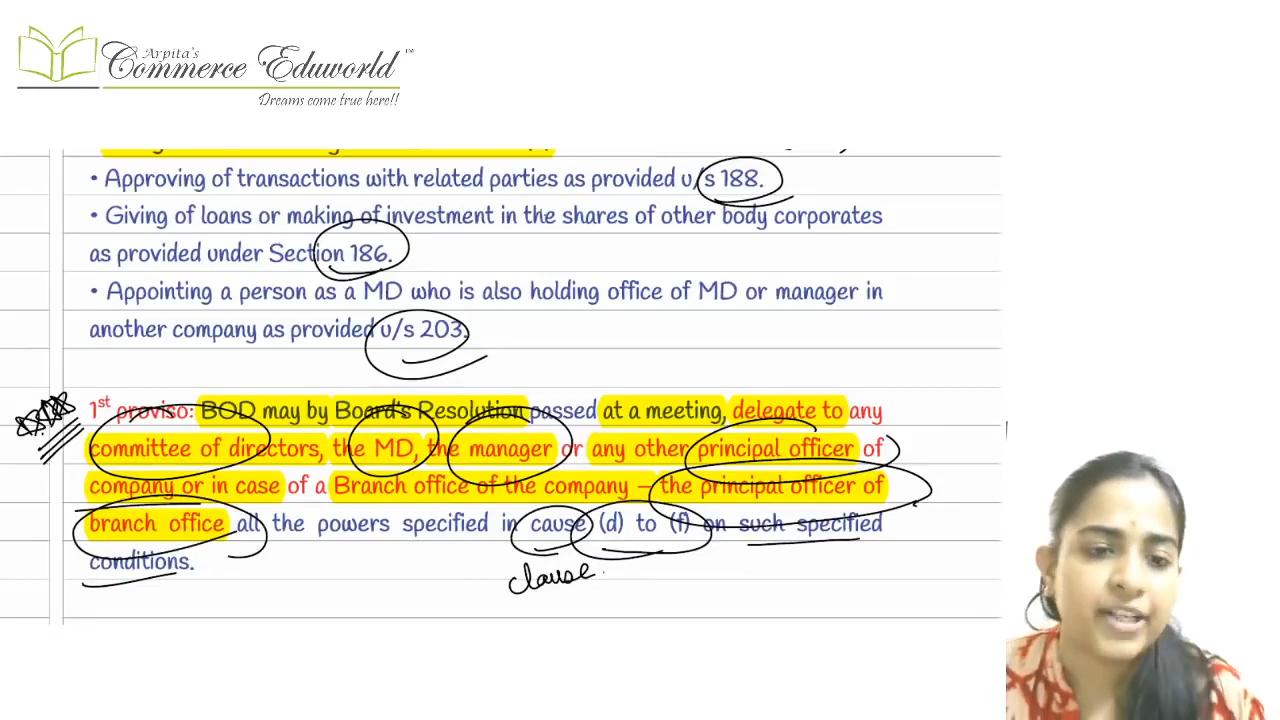 Arpita's
Commerce Eduworld™
Dreams come true here!!
• Approving of transactions with related parties as provided u/s 188.
• Giving of loans or making of investment in the shares of other body corporates
as provided under Section 186.
• Appointing a person as a MD who is also holding office of MD or manager in
another company as provided u/s 203.
1st proviso: BOD may by Board's Resolution passed at a meeting, delegate to any
committee of directors, the MD, the manager or any other principal officer of
company or in case of a Branch office of the company – the principal officer of
branch office all the powers specified in cause (d) to (f) on such specified
conditions.
clause.